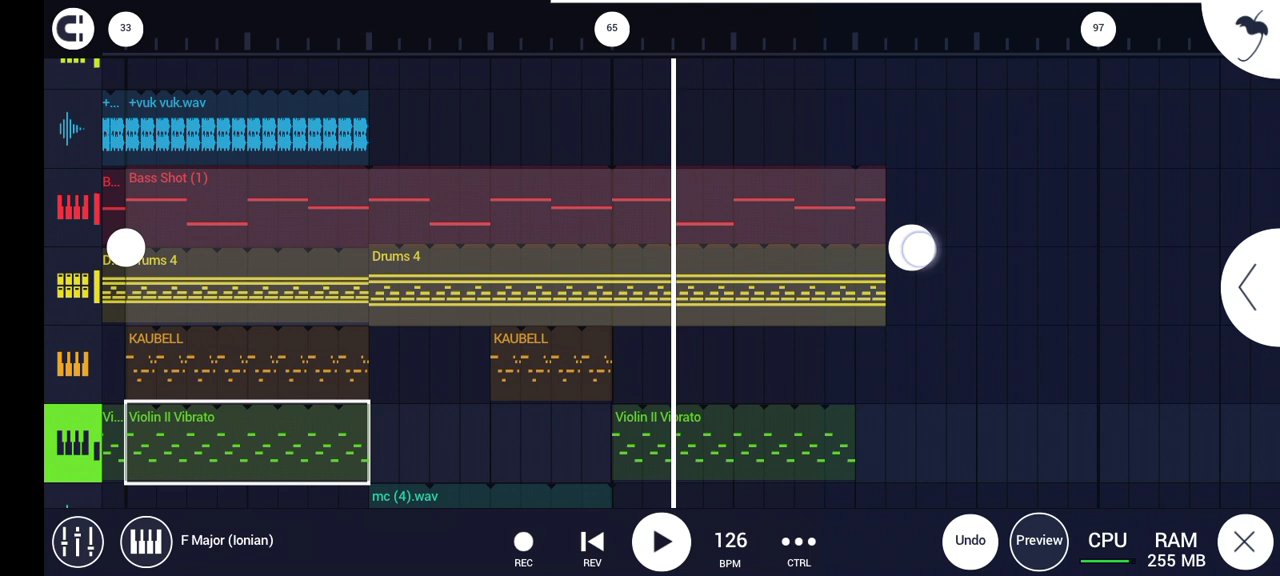 33
65
97
+...
+vuk vuk.wav
B...
Bass Shot (1)
D
ums 4
Drums 4
KAUBELL
KAUBELL
Vi...
Violin II Vibrato
Violin II Vibrato
mc (4).wav
F Major (Ionian)
REC
REV
126
BPM
CTRL
Undo
Preview
CPU
RAM
255 MB